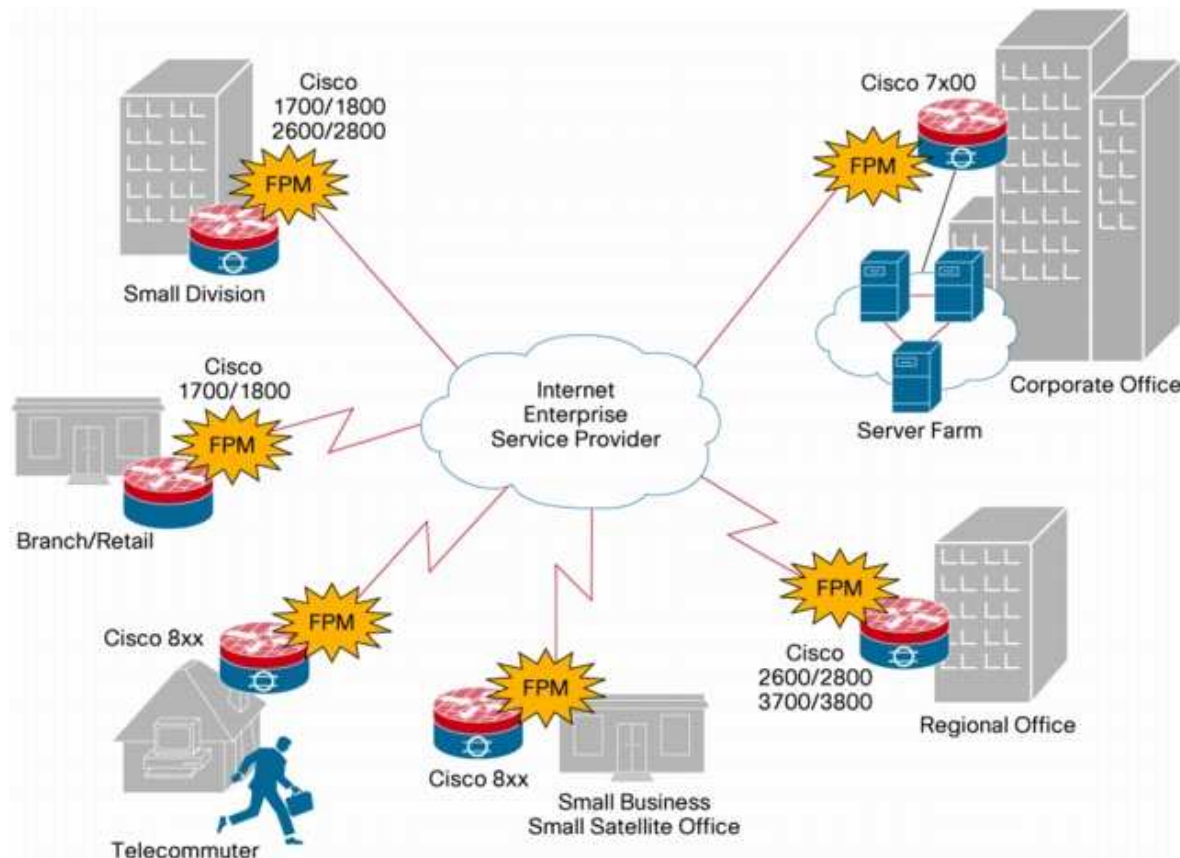 Cisco
1700/1800
2600/2800
FPM
Small Division
Cisco 7x00
FPM
Corporate Office
Server Farm
Cisco
1700/1800
FPM
Branch/Retail
Internet
Enterprise
Service Provider
Cisco 8xx
FPM
Telecommuter
FPM
Cisco 8xx
Small Business
Small Satellite Office
FPM
Cisco
2600/2800
3700/3800
Regional Office